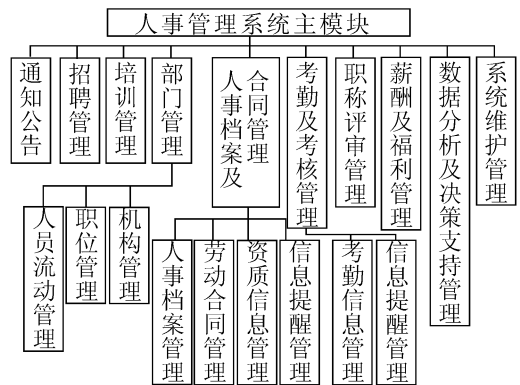 人事管理系统主模块
通知公告
招聘管理
培训管理
部门管理
人事档案及
合同管理
考勤及考核管理
职称评审管理
薪酬及福利管理
数据分析及决策支持管理
系统维护管理
人员流动管理
职位管理
机构管理
人事档案管理
劳动合同管理
资质信息管理
信息提醒管理
考勤信息管理
信息提醒管理